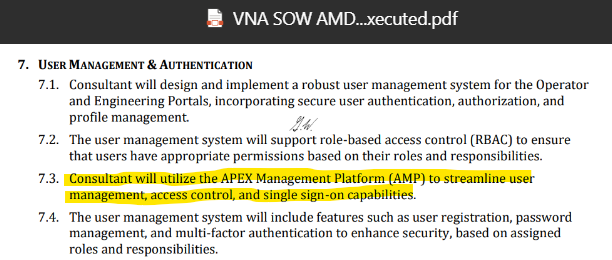 VNA SOW AMD...xecuted.pdf
7. USER MANAGEMENT & AUTHENTICATION
7.1. Consultant will design and implement a robust user management system for the Operator
and Engineering Portals, incorporating secure user authentication, authorization, and
profile management.
7.2. The user management system will support role-based access control (RBAC) to ensure
that users have appropriate permissions based on their roles and responsibilities.
7.3. Consultant will utilize the APEX Management Platform (AMP) to streamline user
management, access control, and single sign-on capabilities.
7.4. The user management system will include features such as user registration, password
management, and multi-factor authentication to enhance security, based on assigned
roles and responsibilities.